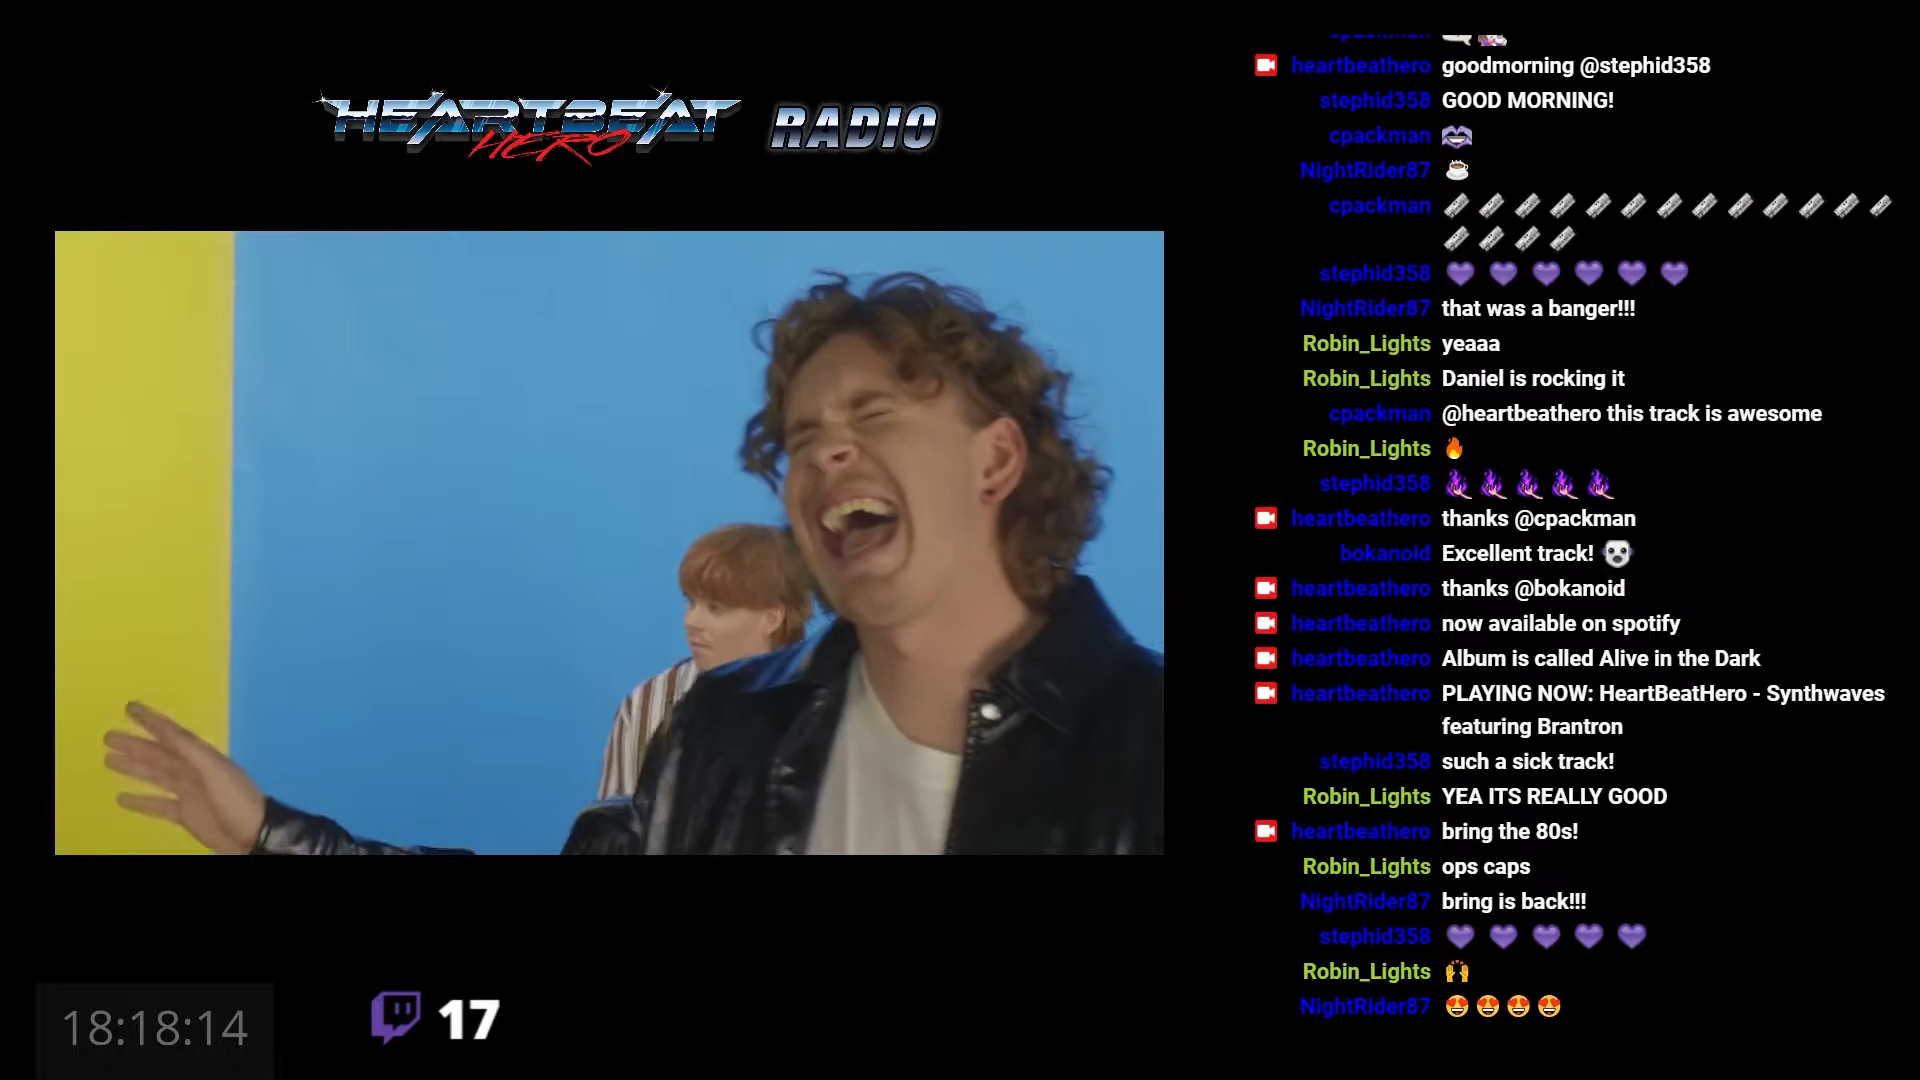 HEARTBEAT
HERO
RADIO
heartbeathero goodmorning @stephid358
stephid358 GOOD MORNING!
cpackman
NightRider87
cpackman
stephid358
NightRider87 that was a banger!!!
Robin_Lights yeaaa
Robin_Lights Daniel is rocking it
cpackman @heartbeathero this track is awesome
Robin_Lights
stephid358
heartbeathero thanks @cpackman
bokanoid Excellent track!
heartbeathero thanks @bokanoid
heartbeathero now available on spotify
heartbeathero Album is called Alive in the Dark
heartbeathero PLAYING NOW: HeartBeatHero - Synthwaves
featuring Brantron
stephid358 such a sick track!
Robin_Lights YEA ITS REALLY GOOD
heartbeathero bring the 80s!
Robin_Lights ops caps
NightRider87 bring is back!!!
stephid358
Robin_Lights
NightRider87
18:18:14
17